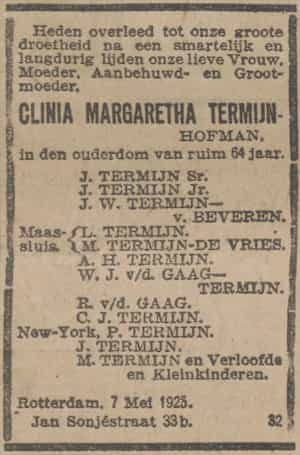 Heden overleed tot onze groote
droetheid na een smartelijk en
langdurig lijden onze lieve Vrouw,
Moeder, Aanbehuwd- en Groot-
moeder,
CLINIA MARGARETHA TERMIJN-
HOFMAN,
in den ouderdom van ruim 64 jaar.
J. TERMIJN Sr.
J. TERMIJN Jr.
J. W. TERMIJN—
v. BEVEREN.
Maas- L. TERMIJN.
sluis. M. TERMIJN-DE VRIES.
A. H. TERMIJN.
W. J. v/d. GAAG—
TERMIJN.
R. v/d. GAAG.
C. J. TERMIJN.
New-York, P. TERMIJN.
J. TERMIJN.
M. TERMIJN en Verloofde
en Kleinkinderen.
Rotterdam, 7 Mei 1923.
Jan Sonjéstraat 33b. 32